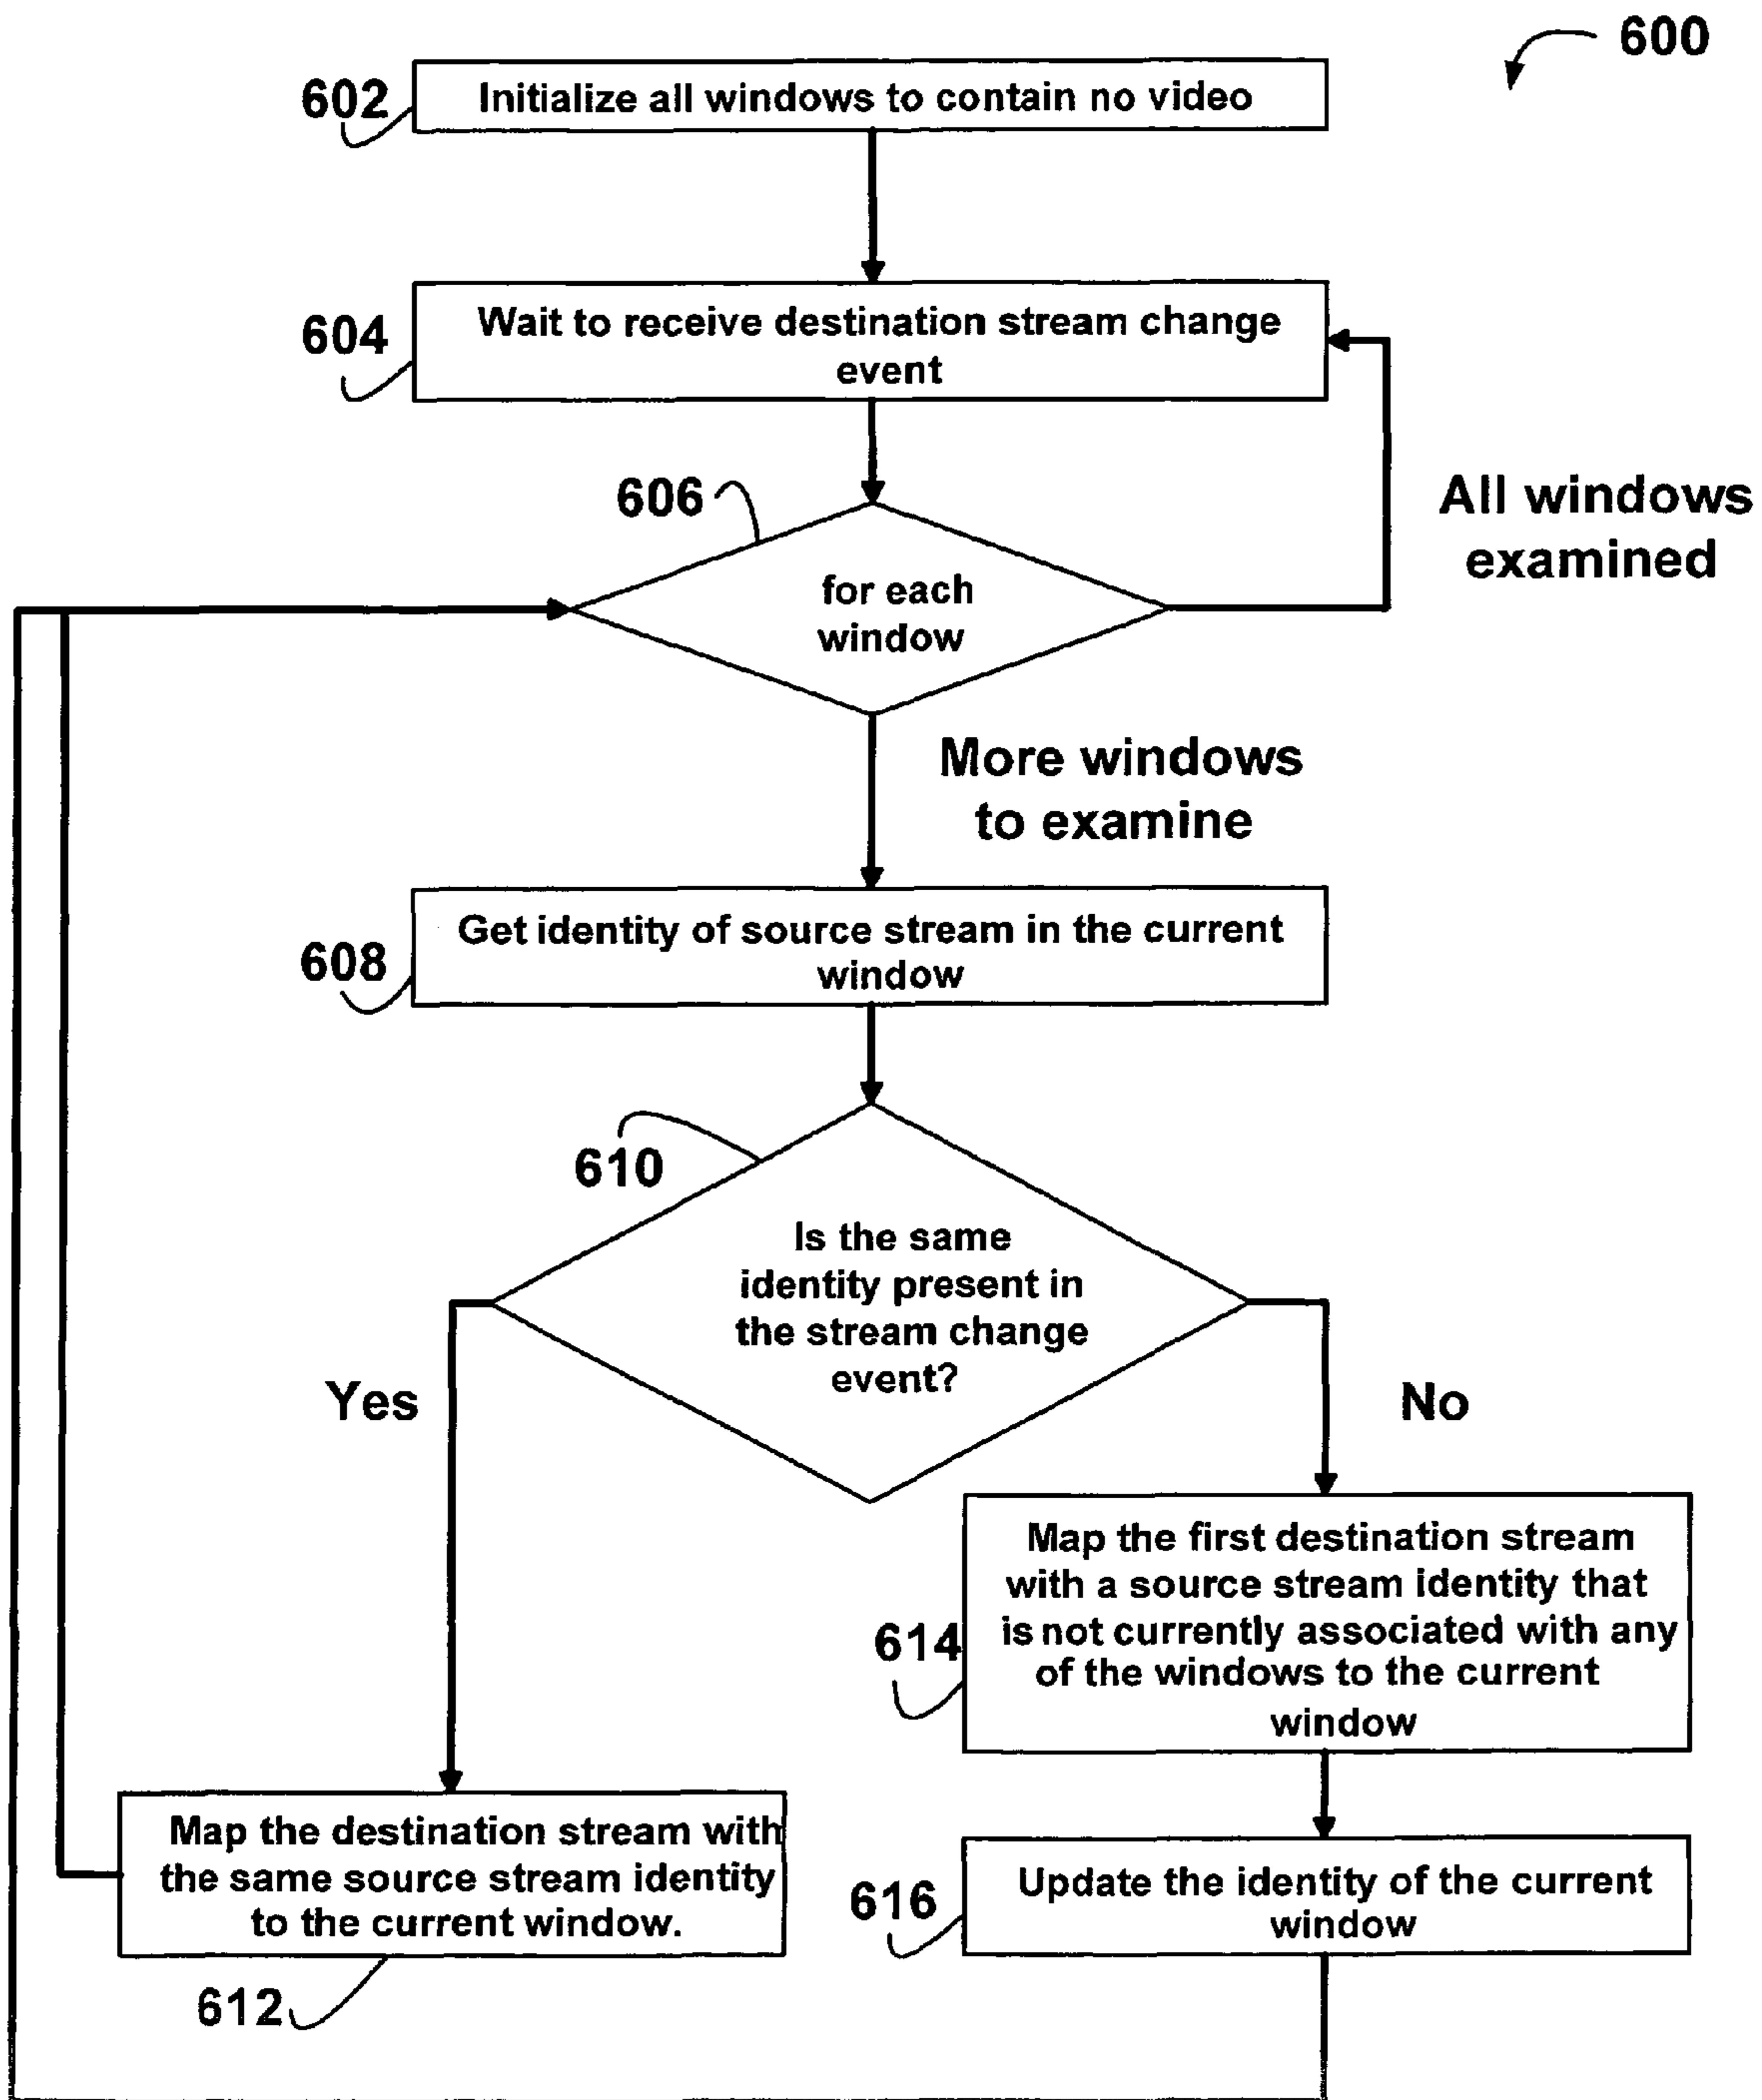 600
602
Initialize all windows to contain no video
604
Wait to receive destination stream change
event
606
for each
window
All windows
examined
More windows
to examine
608
Get identity of source stream in the current
window
610
Is the same
identity present in
the stream change
event?
Yes
No
614
Map the first destination stream
with a source stream identity that
is not currently associated with any
of the windows to the current
window
612
Map the destination stream with
the same source stream identity
to the current window.
616
Update the identity of the current
window